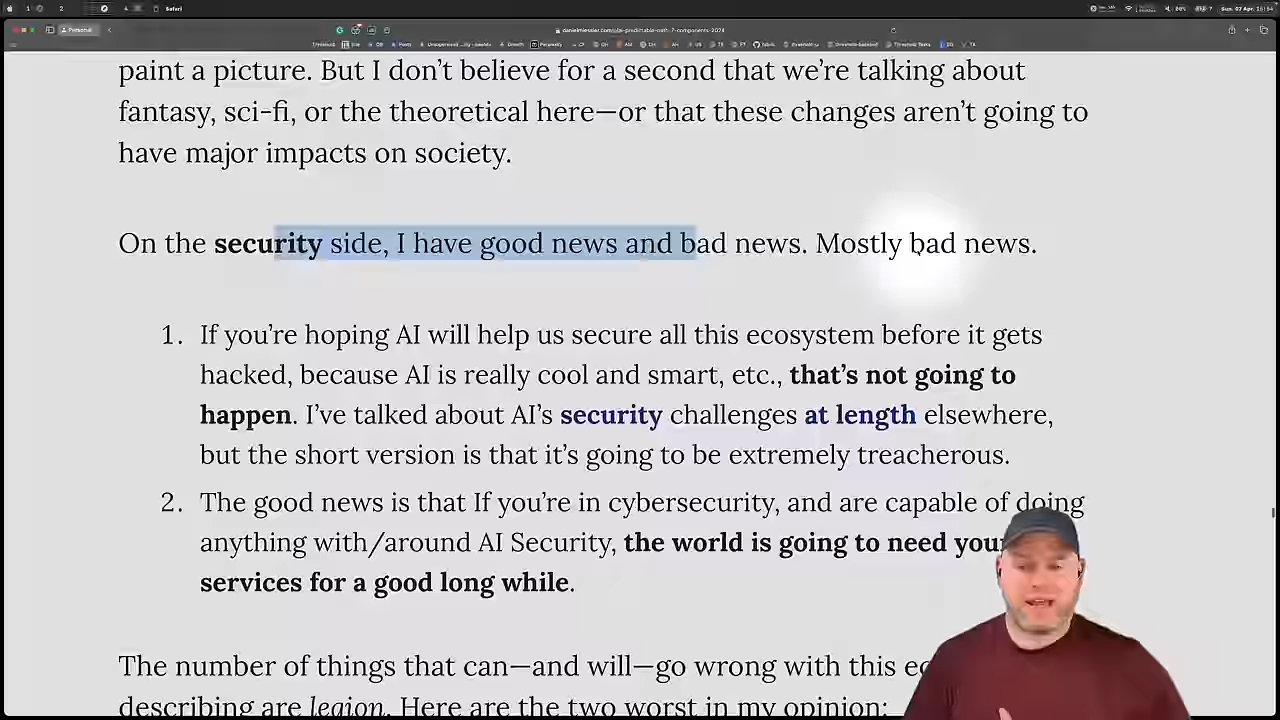 Safari
Sun. 07 Apr.
Personal
danielmiessler.com
paint a picture. But I don’t believe for a second that we’re talking about
fantasy, sci-fi, or the theoretical here—or that these changes aren’t going to
have major impacts on society.
On the security side, I have good news and bad news. Mostly bad news.
1. If you’re hoping AI will help us secure all this ecosystem before it gets
hacked, because AI is really cool and smart, etc., that’s not going to
happen. I’ve talked about AI’s security challenges at length elsewhere,
but the short version is that it’s going to be extremely treacherous.
2. The good news is that If you’re in cybersecurity, and are capable of doing
anything with/around AI Security, the world is going to need your
services for a good long while.
The number of things that can—and will—go wrong with this
describing are legion. Here are the two worst in my opinion: